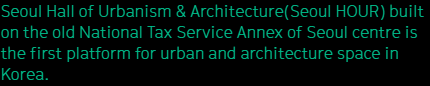 Seoul Hall of Urbanism & Architecture(Seoul HOUR) built
on the old National Tax Service Annex of Seoul centre is
the first platform for urban and architecture space in
Korea.